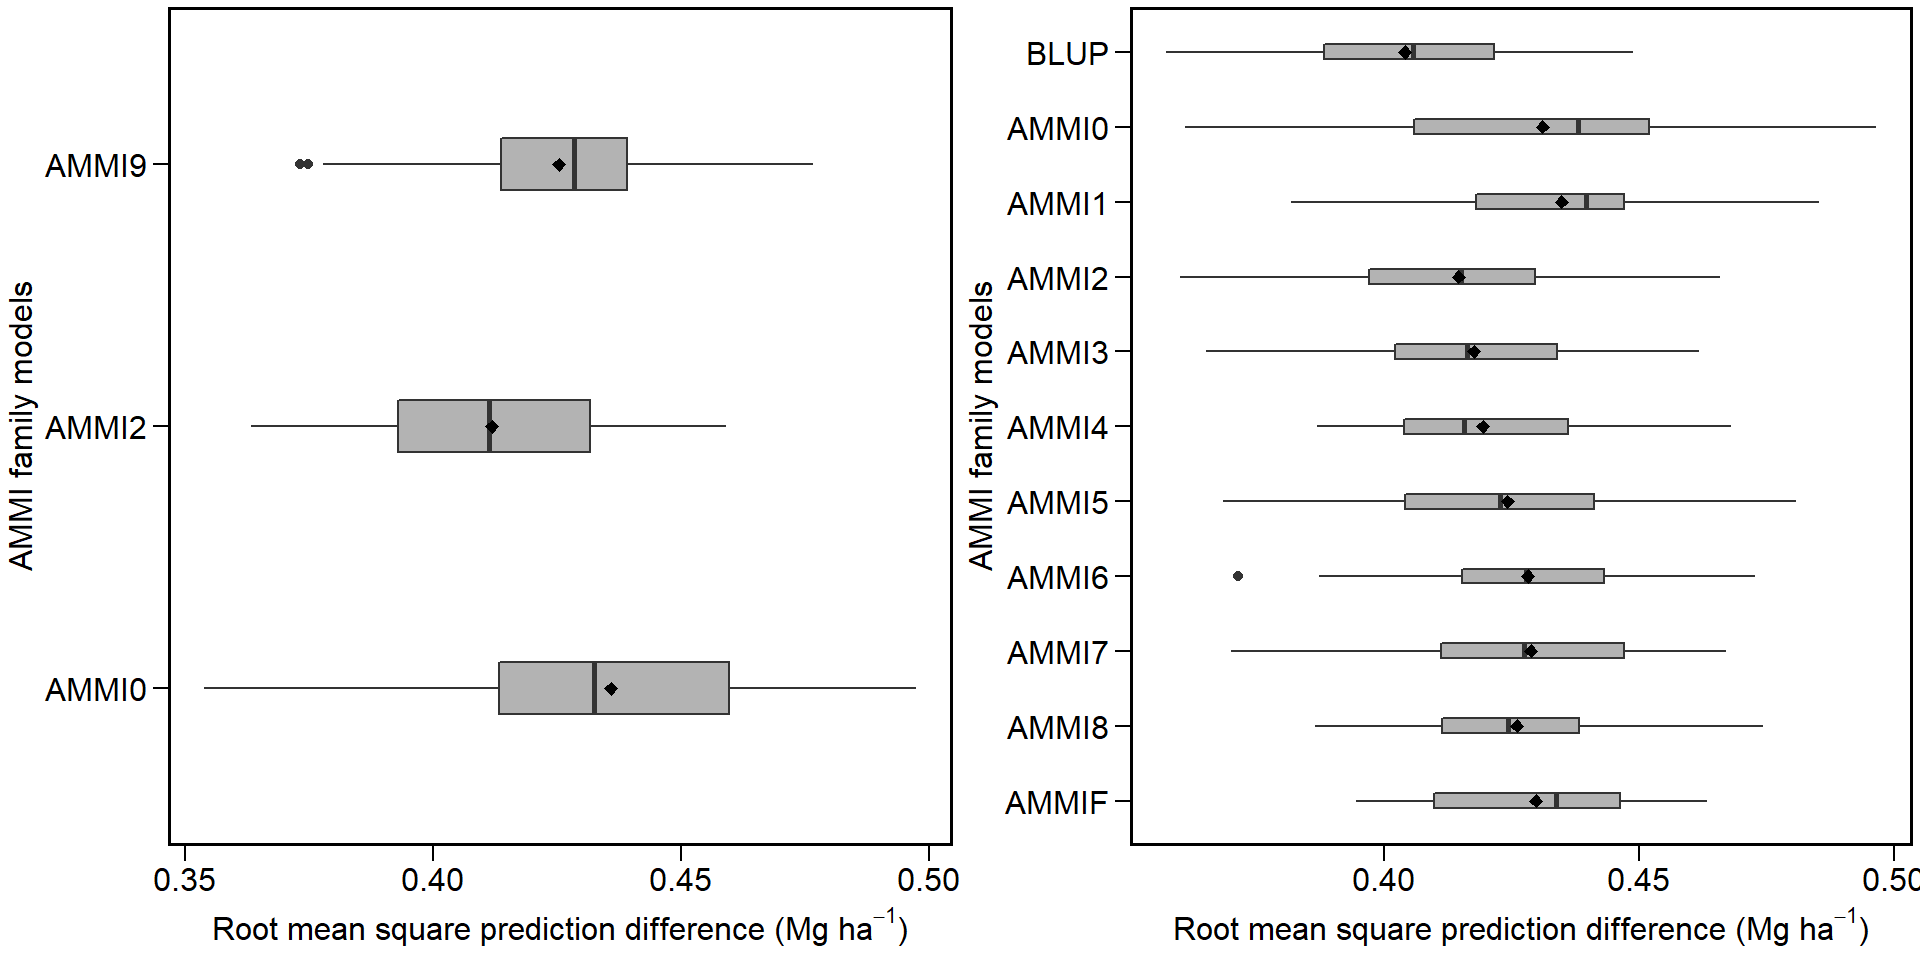 AMMI family models
AMMI9
AMMI2
AMMI0
0.35 0.40 0.45 0.50
Root mean square prediction difference (Mg ha⁻¹)
AMMI family models
BLUP
AMMI0
AMMI1
AMMI2
AMMI3
AMMI4
AMMI5
AMMI6
AMMI7
AMMI8
AMMIF
0.40 0.45 0.50
Root mean square prediction difference (Mg ha⁻¹)